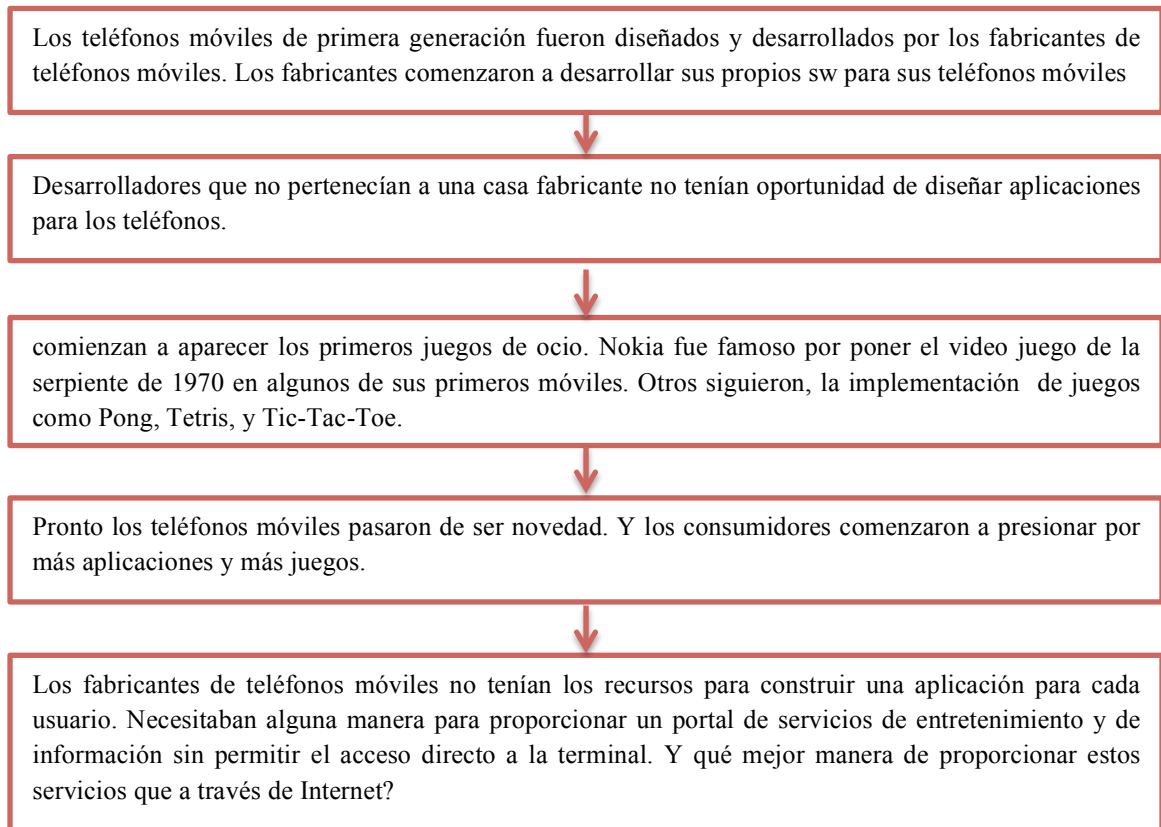 Los teléfonos móviles de primera generación fueron diseñados y desarrollados por los fabricantes de
teléfonos móviles. Los fabricantes comenzaron a desarrollar sus propios sw para sus teléfonos móviles
Desarrolladores que no pertenecían a una casa fabricante no tenían oportunidad de diseñar aplicaciones
para los teléfonos.
comienzan a aparecer los primeros juegos de ocio. Nokia fue famoso por poner el video juego de la
serpiente de 1970 en algunos de sus primeros móviles. Otros siguieron, la implementación de juegos
como Pong, Tetris, y Tic-Tac-Toe.
Pronto los teléfonos móviles pasaron de ser novedad. Y los consumidores comenzaron a presionar por
más aplicaciones y más juegos.
Los fabricantes de teléfonos móviles no tenían los recursos para construir una aplicación para cada
usuario. Necesitaban alguna manera para proporcionar un portal de servicios de entretenimiento y de
información sin permitir el acceso directo a la terminal. Y qué mejor manera de proporcionar estos
servicios que a través de Internet?